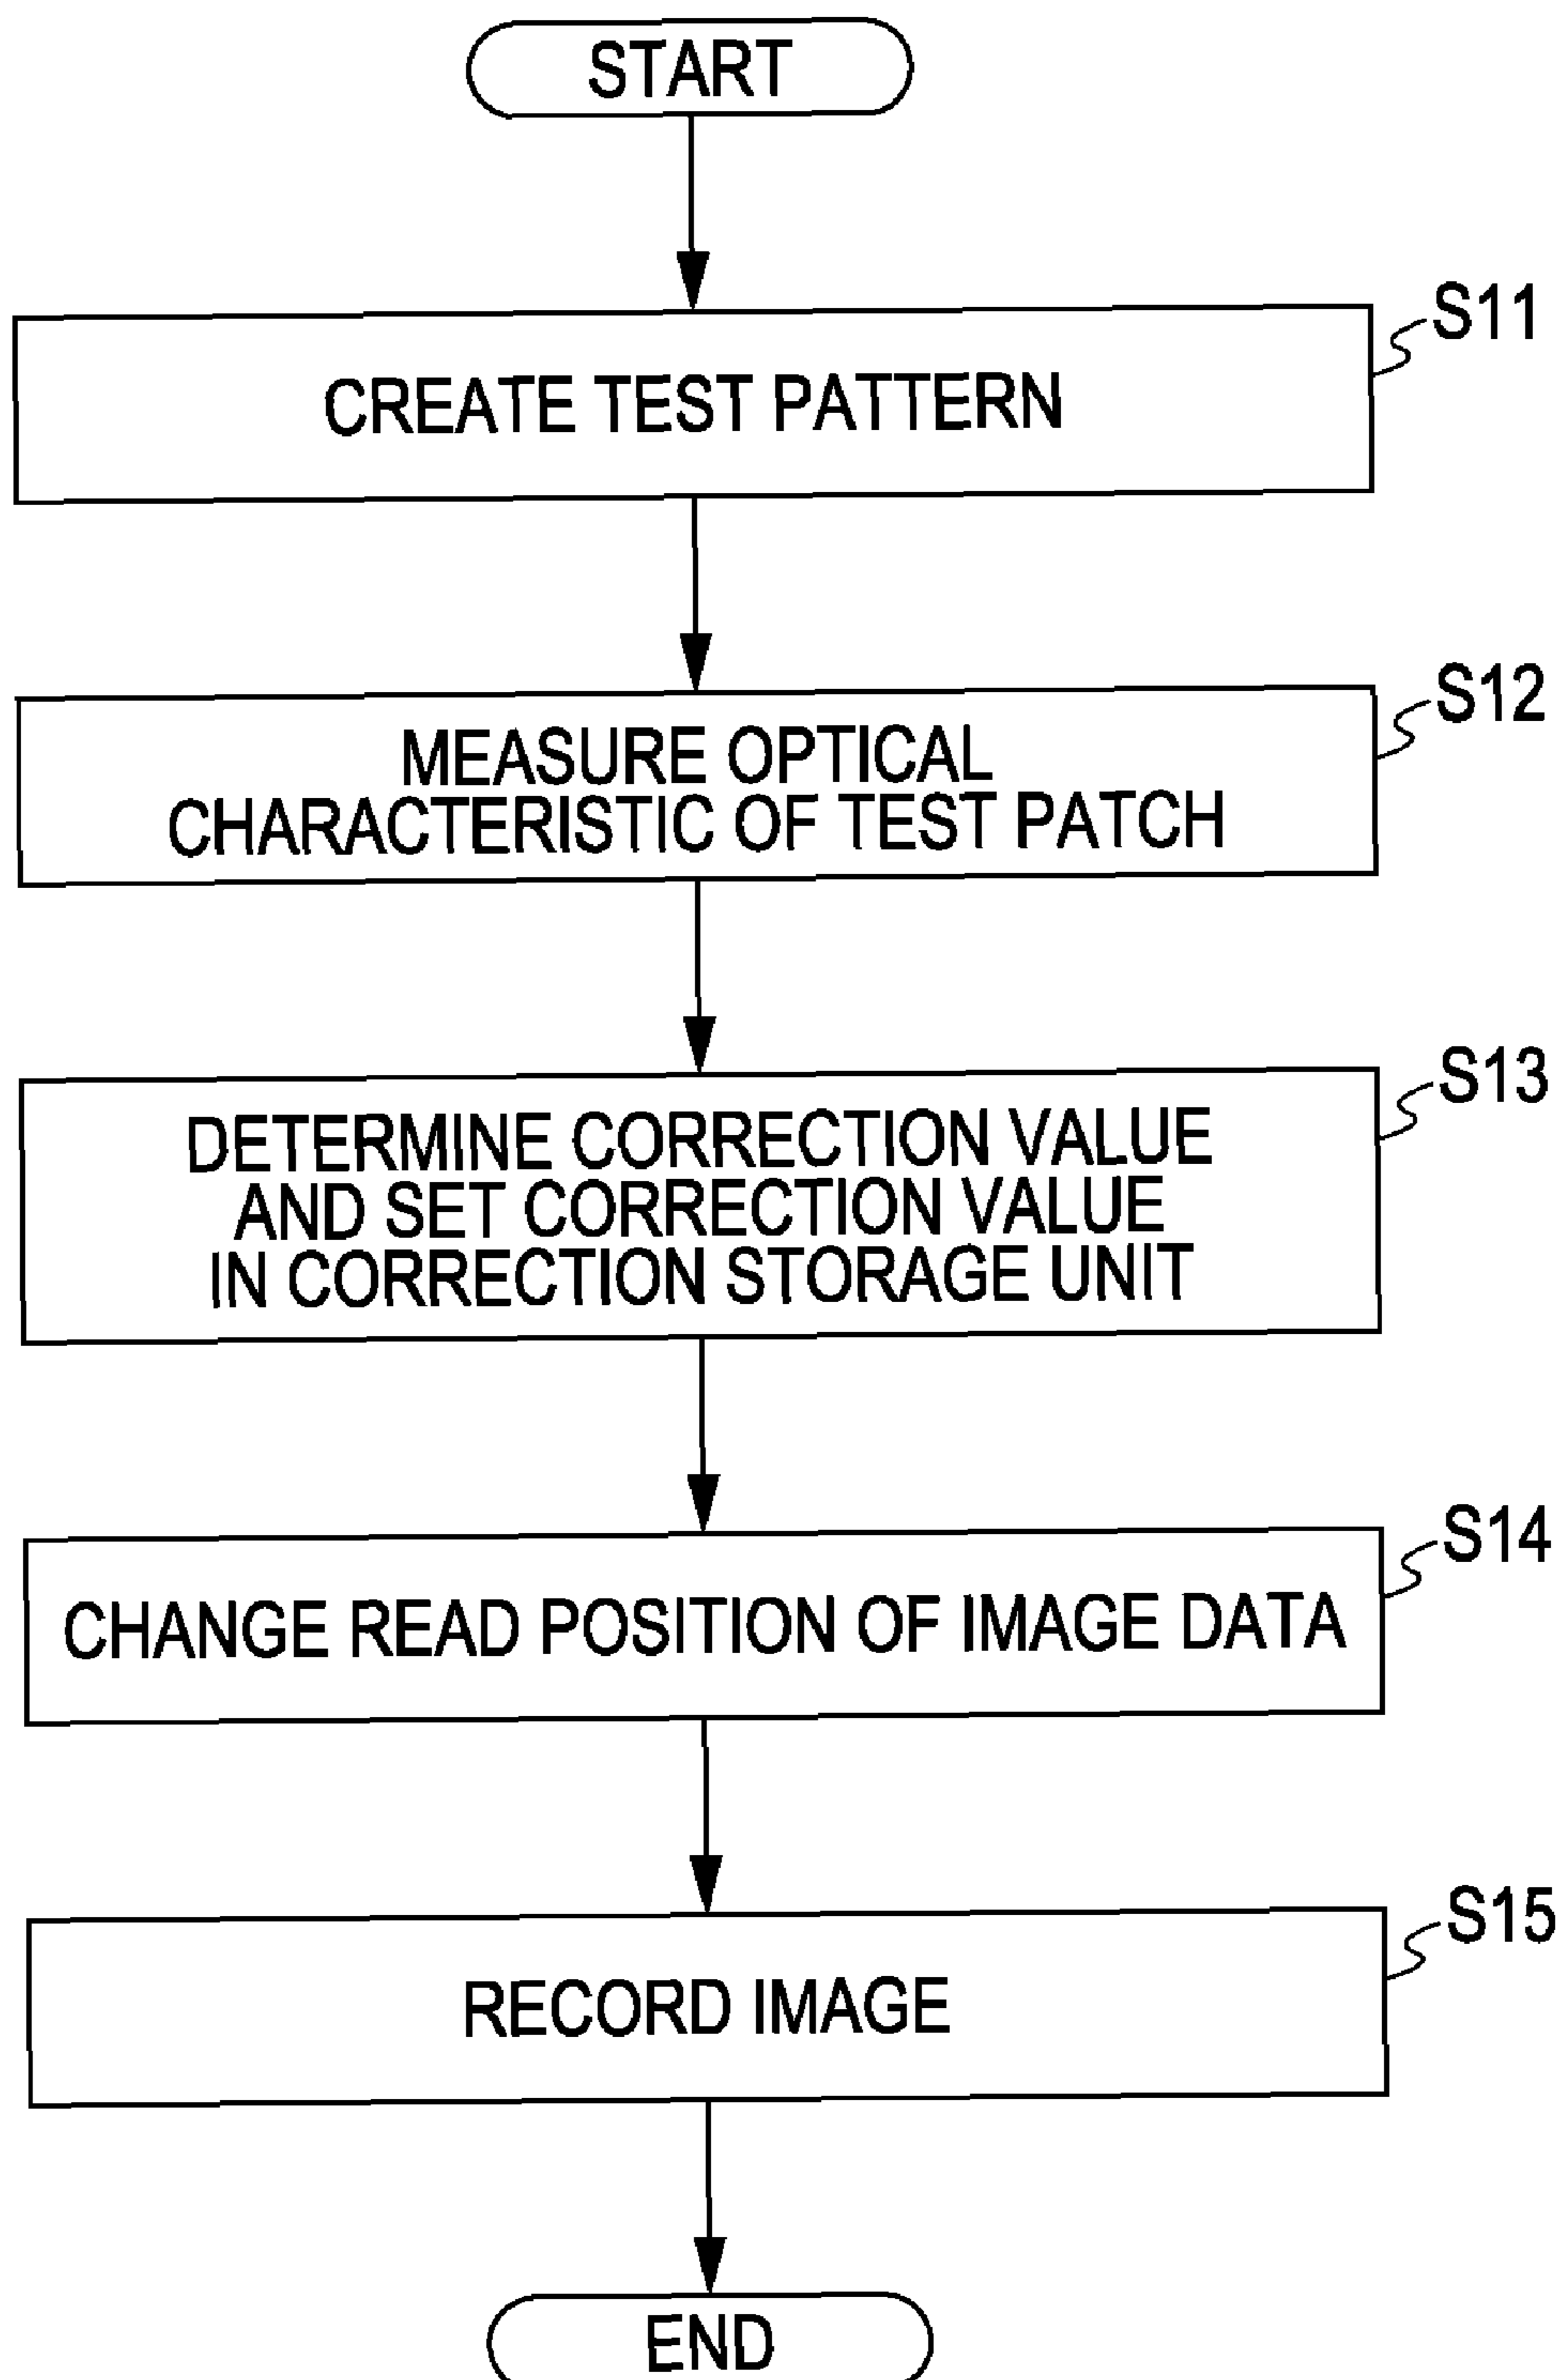 START
S11
CREATE TEST PATTERN
S12
MEASURE OPTICAL
CHARACTERISTIC OF TEST PATCH
S13
DETERMINE CORRECTION VALUE
AND SET CORRECTION VALUE
IN CORRECTION STORAGE UNIT
S14
CHANGE READ POSITION OF IMAGE DATA
S15
RECORD IMAGE
END